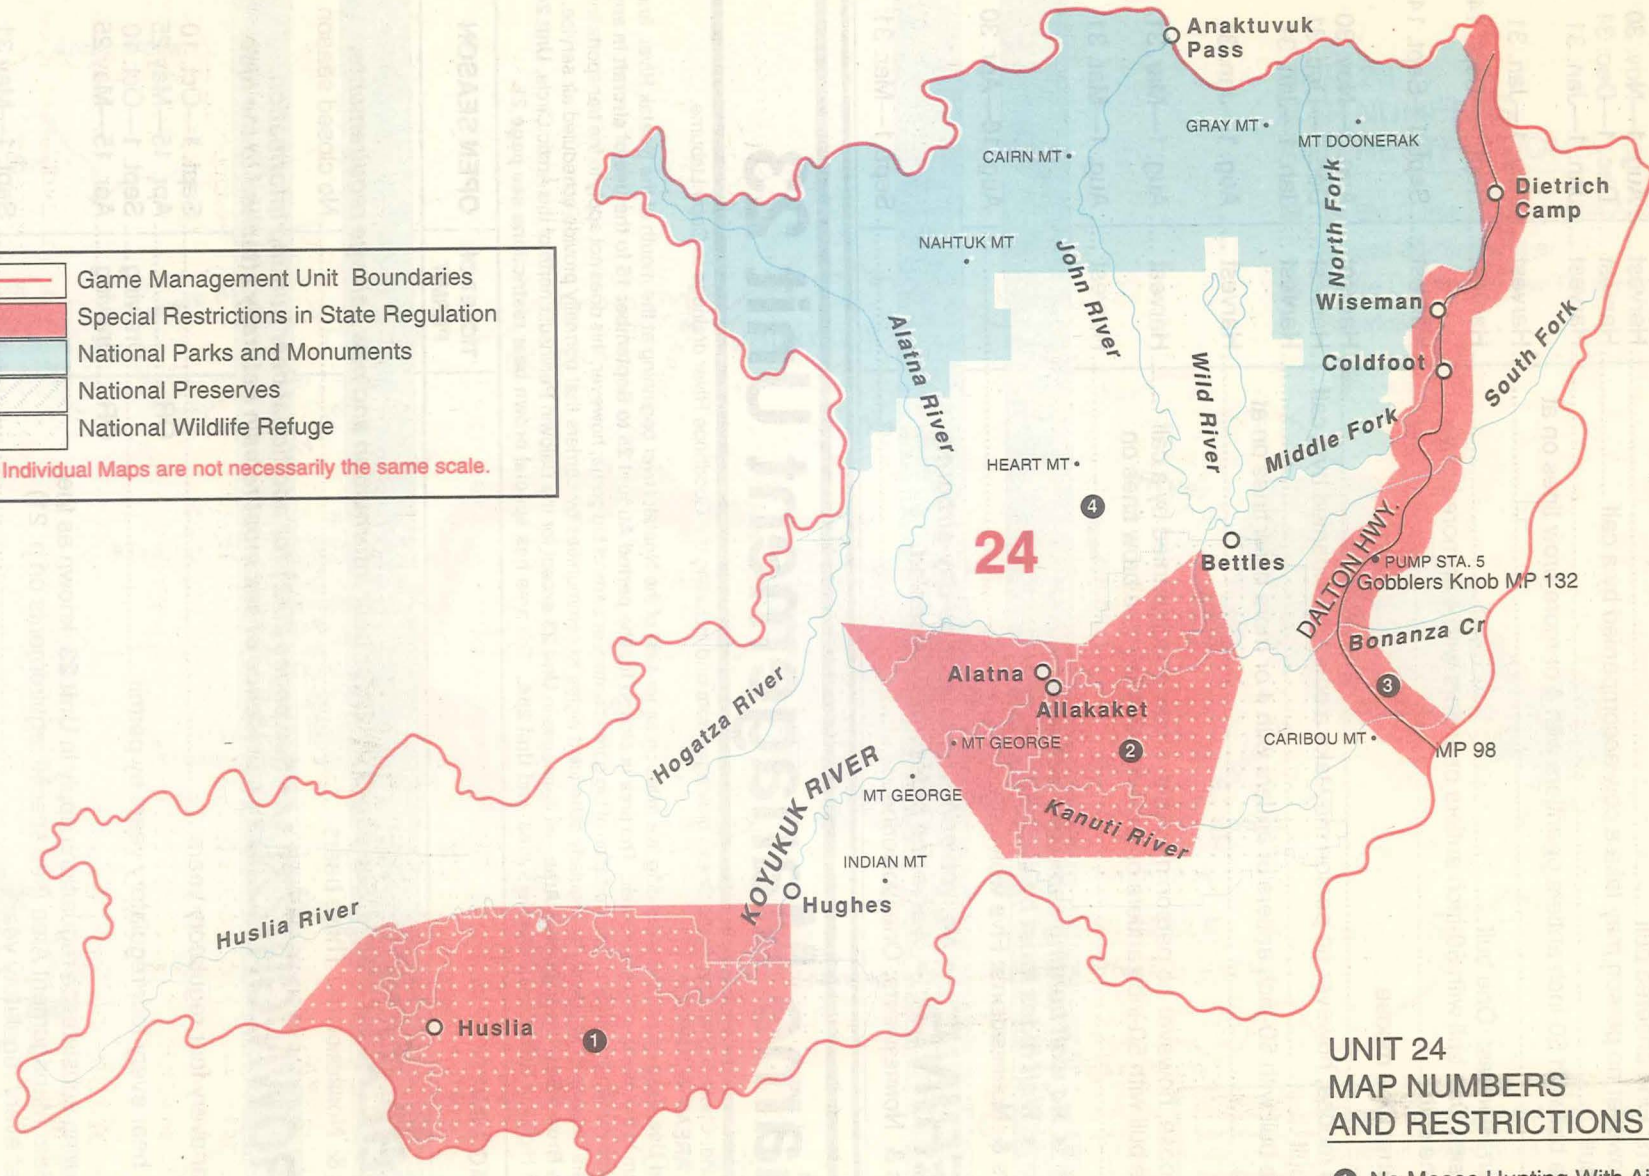 Anaktuvuk
Pass
GRAY MT
MT DOONERAK
CAIRN MT
North Fork
Dietrich
Camp
NAHTUK MT
John River
Game Management Unit Boundaries
Special Restrictions in State Regulation
National Parks and Monuments
National Preserves
National Wildlife Refuge
Individual Maps are not necessarily the same scale.
Wiseman
South Fork
Alatna River
Coldfoot
Wild River
Middle Fork
HEART MT
4
24
Bettles
DALTON HWY.
PUMP STA. 5
Gobblers Knob MP 132
Bonanza Cr
Alatna
Allakaket
3
Hogatza River
MT GEORGE
2
CARIBOU MT
MP 98
KOYUKUK RIVER
MT GEORGE
Kanuti River
INDIAN MT
Hughes
Huslia River
Huslia
1
UNIT 24
MAP NUMBERS
AND RESTRICTIONS